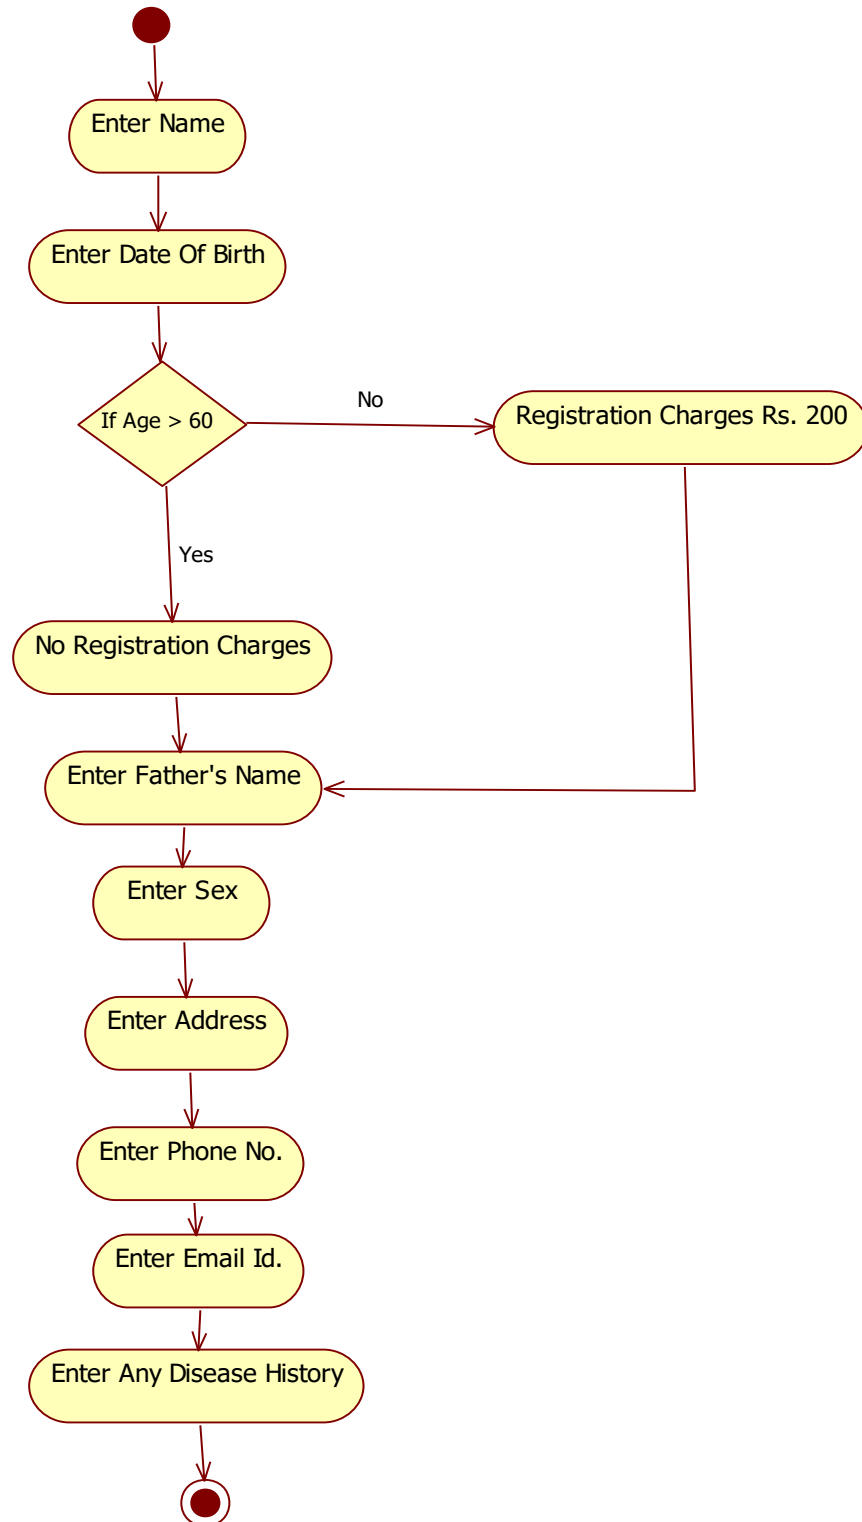 Enter Name
Enter Date Of Birth
If Age > 60
No
Registration Charges Rs. 200
Yes
No Registration Charges
Enter Father's Name
Enter Sex
Enter Address
Enter Phone No.
Enter Email Id.
Enter Any Disease History